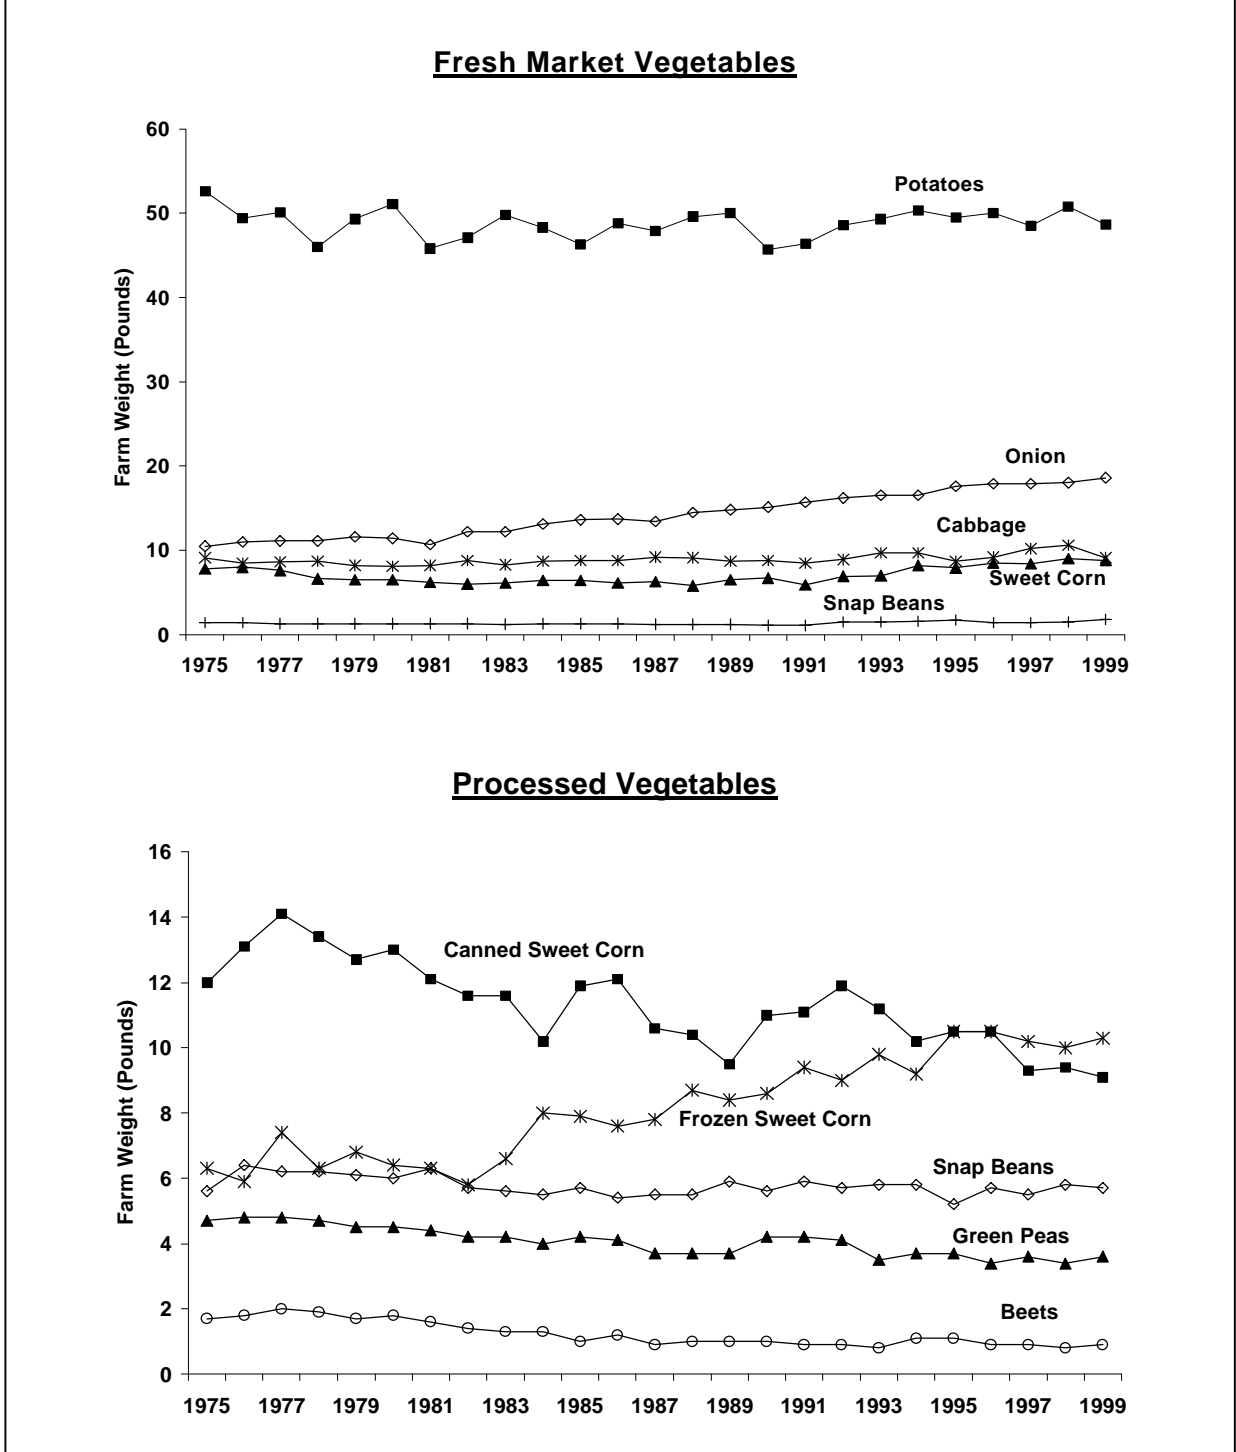 Fresh Market Vegetables
60
50
40
30
20
10
0
Farm Weight (Pounds)
Potatoes
Onion
Cabbage
Sweet Corn
Snap Beans
1975 1977 1979 1981 1983 1985 1987 1989 1991 1993 1995 1997 1999
Processed Vegetables
16
14
12
10
8
6
4
2
0
Farm Weight (Pounds)
Canned Sweet Corn
Frozen Sweet Corn
Snap Beans
Green Peas
Beets
1975 1977 1979 1981 1983 1985 1987 1989 1991 1993 1995 1997 1999